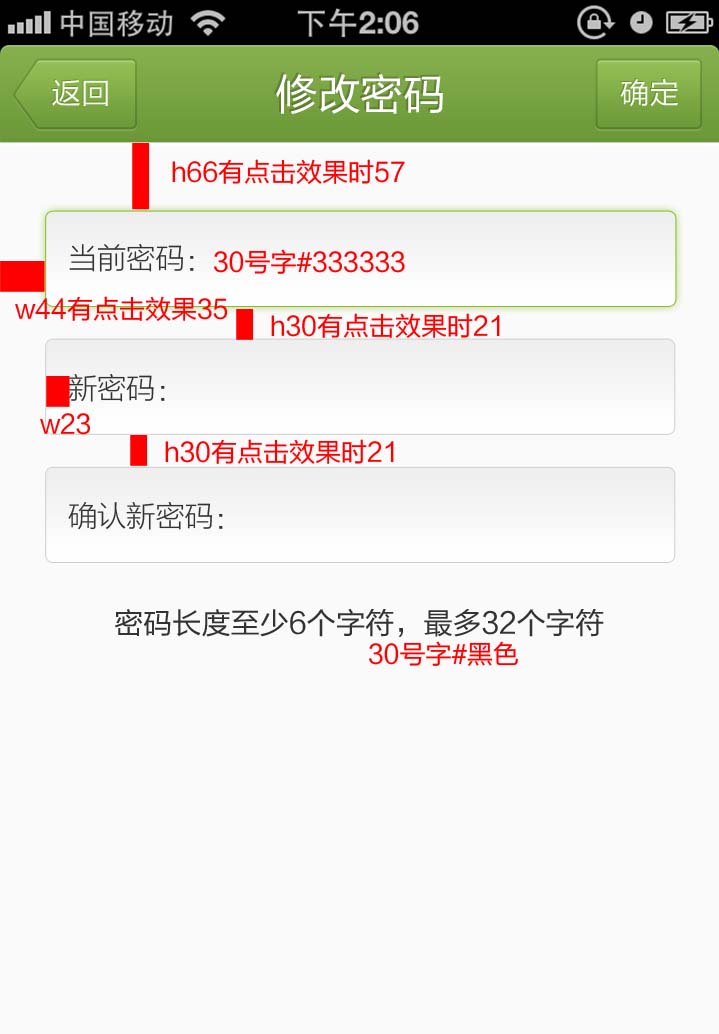 中国移动 下午2:06
返回 修改密码 确定
h66有点击效果时57
当前密码：30号字#333333
w44有点击效果35
h30有点击效果时21
新密码：
w23
h30有点击效果时21
确认新密码：
密码长度至少6个字符，最多32个字符
30号字#黑色